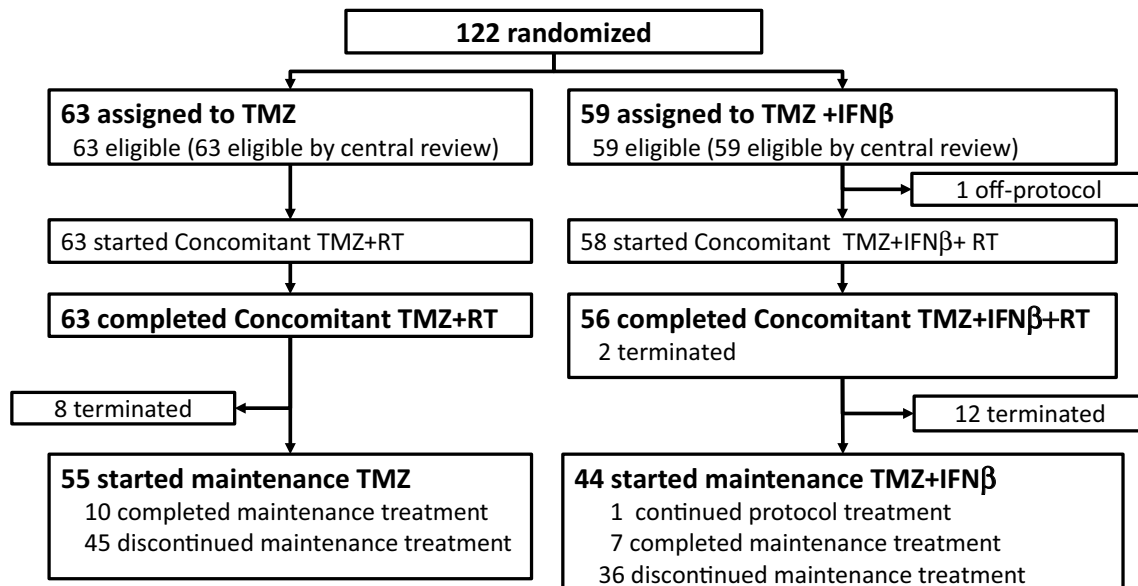 122 randomized
63 assigned to TMZ
63 eligible (63 eligible by central review)
59 assigned to TMZ +IFNβ
59 eligible (59 eligible by central review)
1 off-protocol
63 started Concomitant TMZ+RT
58 started Concomitant TMZ+IFNβ+ RT
63 completed Concomitant TMZ+RT
56 completed Concomitant TMZ+IFNβ+RT
2 terminated
8 terminated
12 terminated
55 started maintenance TMZ
10 completed maintenance treatment
45 discontinued maintenance treatment
44 started maintenance TMZ+IFNβ
1 continued protocol treatment
7 completed maintenance treatment
36 discontinued maintenance treatment